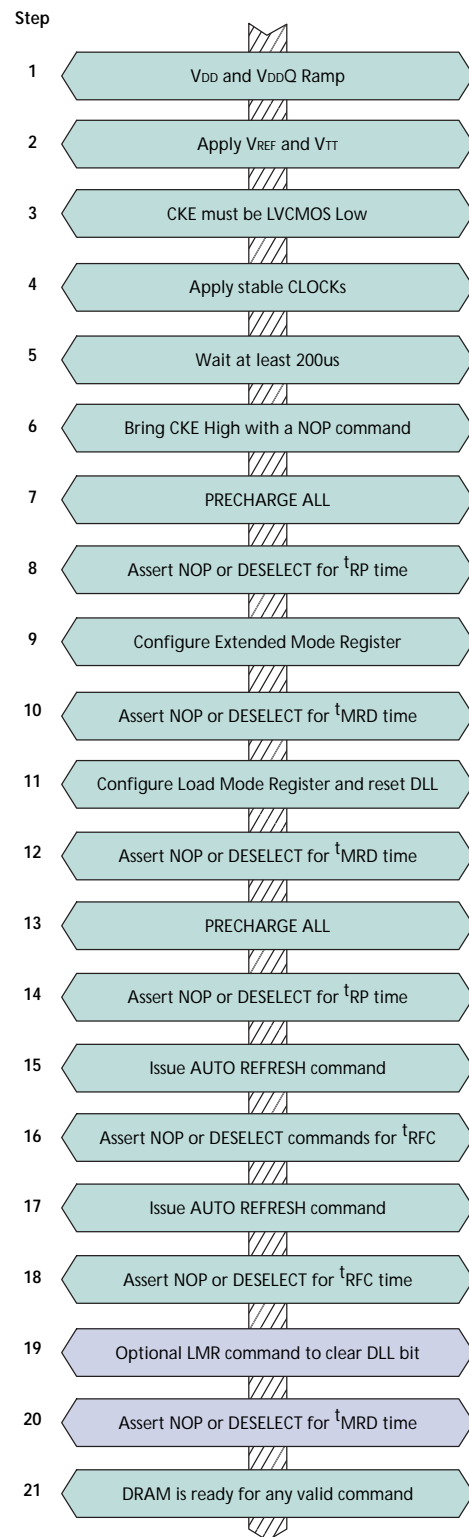 Step
1 VDD and VDDQ Ramp
2 Apply VREF and VTT
3 CKE must be LVCMOS Low
4 Apply stable CLOCKs
5 Wait at least 200us
6 Bring CKE High with a NOP command
7 PRECHARGE ALL
8 Assert NOP or DESELECT for tRP time
9 Configure Extended Mode Register
10 Assert NOP or DESELECT for tMRD time
11 Configure Load Mode Register and reset DLL
12 Assert NOP or DESELECT for tMRD time
13 PRECHARGE ALL
14 Assert NOP or DESELECT for tRP time
15 Issue AUTO REFRESH command
16 Assert NOP or DESELECT commands for tRFC
17 Issue AUTO REFRESH command
18 Assert NOP or DESELECT for tRFC time
19 Optional LMR command to clear DLL bit
20 Assert NOP or DESELECT for tMRD time
21 DRAM is ready for any valid command